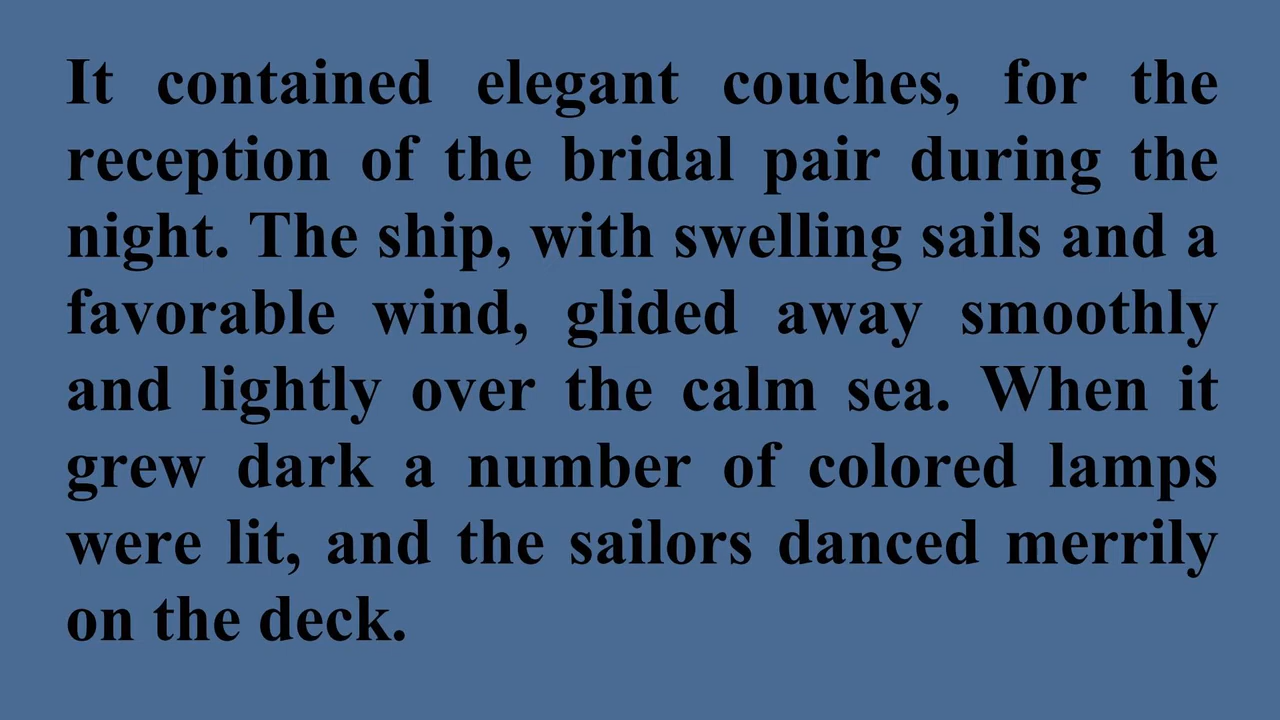 It contained elegant couches, for the
reception of the bridal pair during the
night. The ship, with swelling sails and a
favorable wind, glided away smoothly
and lightly over the calm sea. When it
grew dark a number of colored lamps
were lit, and the sailors danced merrily
on the deck.